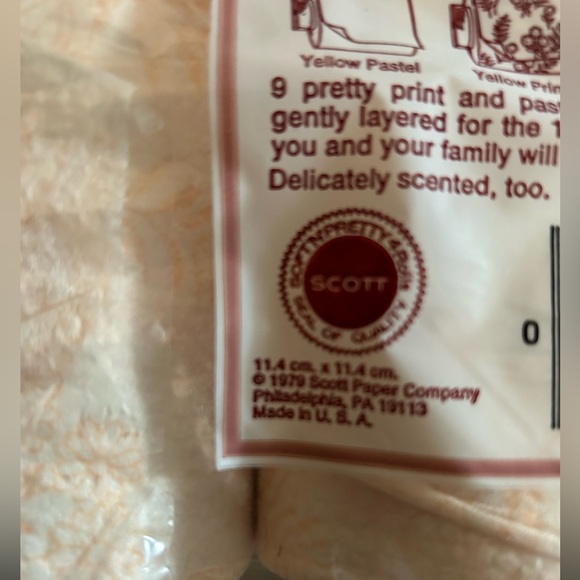 Yellow Pastel
Yellow Prin
9 pretty print and pas
gently layered for the 1
you and your family will
Delicately scented, too.
SOFT'N'PRETTY
SCOTT
SEAL OF QUALITY
0
11.4 cm. x 11.4 cm.
© 1979 Scott Paper Company
Philadelphia, PA 19113
Made in U. S. A.